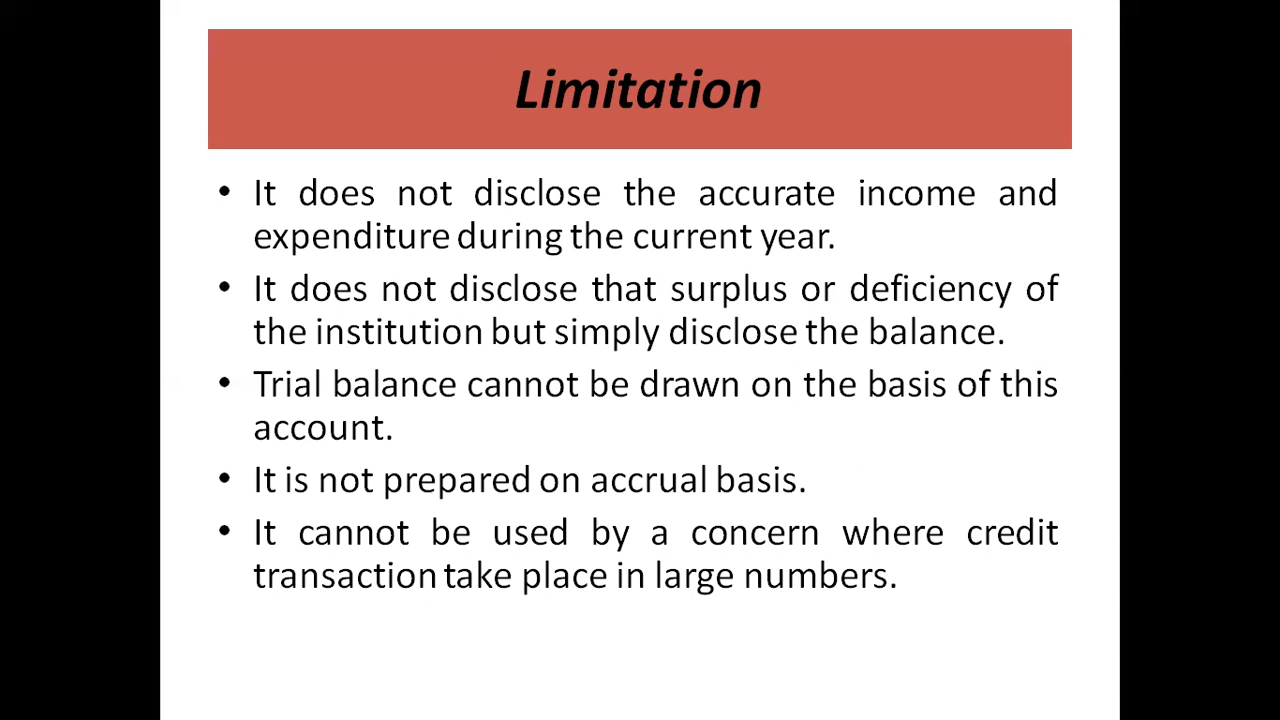 Limitation
• It does not disclose the accurate income and
expenditure during the current year.
• It does not disclose that surplus or deficiency of
the institution but simply disclose the balance.
• Trial balance cannot be drawn on the basis of this
account.
• It is not prepared on accrual basis.
• It cannot be used by a concern where credit
transaction take place in large numbers.